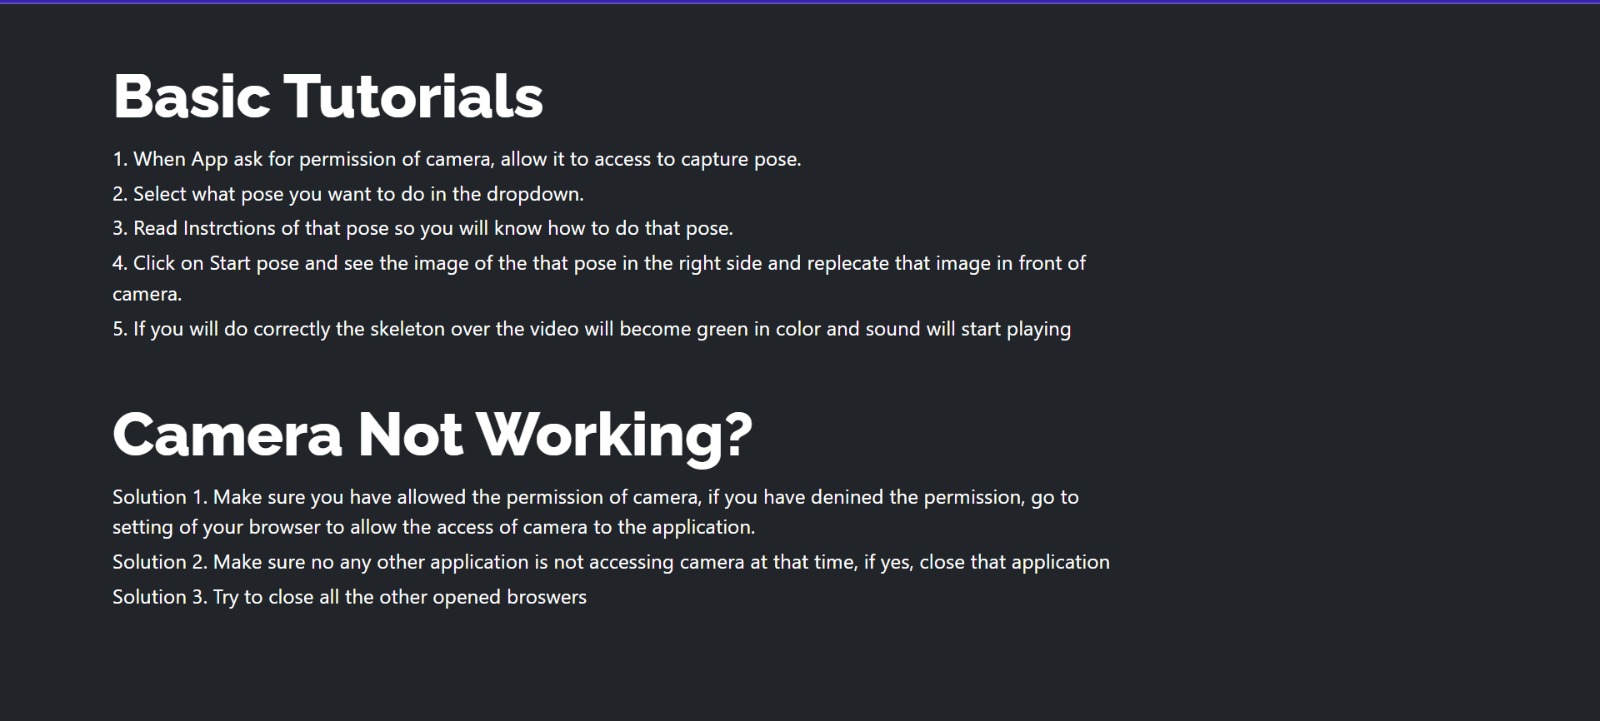 Basic Tutorials
1. When App ask for permission of camera, allow it to access to capture pose.
2. Select what pose you want to do in the dropdown.
3. Read Instrctions of that pose so you will know how to do that pose.
4. Click on Start pose and see the image of the that pose in the right side and replecate that image in front of
camera.
5. If you will do correctly the skeleton over the video will become green in color and sound will start playing
Camera Not Working?
Solution 1. Make sure you have allowed the permission of camera, if you have denined the permission, go to
setting of your browser to allow the access of camera to the application.
Solution 2. Make sure no any other application is not accessing camera at that time, if yes, close that application
Solution 3. Try to close all the other opened broswers